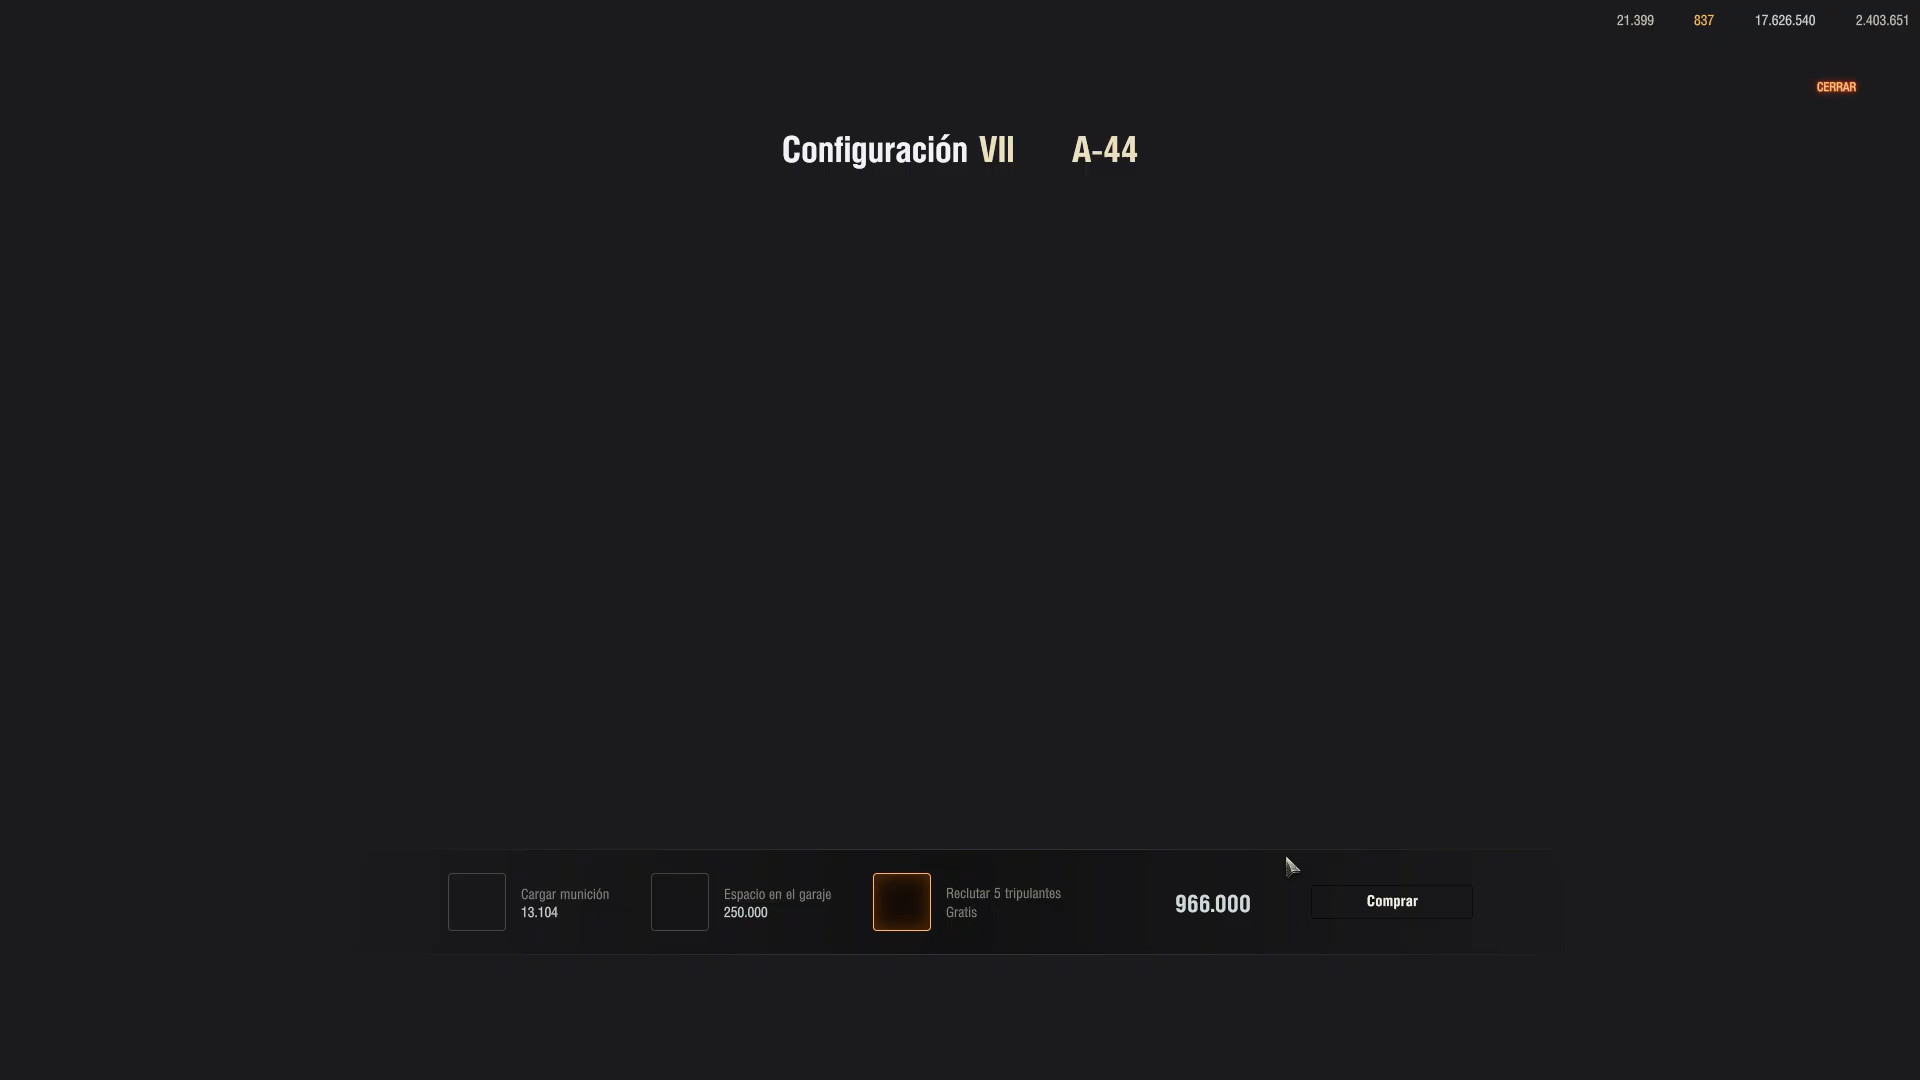 21.399 837 17.626.540 2.403.651
CERRAR
Configuración VII A-44
Cargar munición
13.104
Espacio en el garaje
250.000
Reclutar 5 tripulantes
Gratis
966.000
Comprar